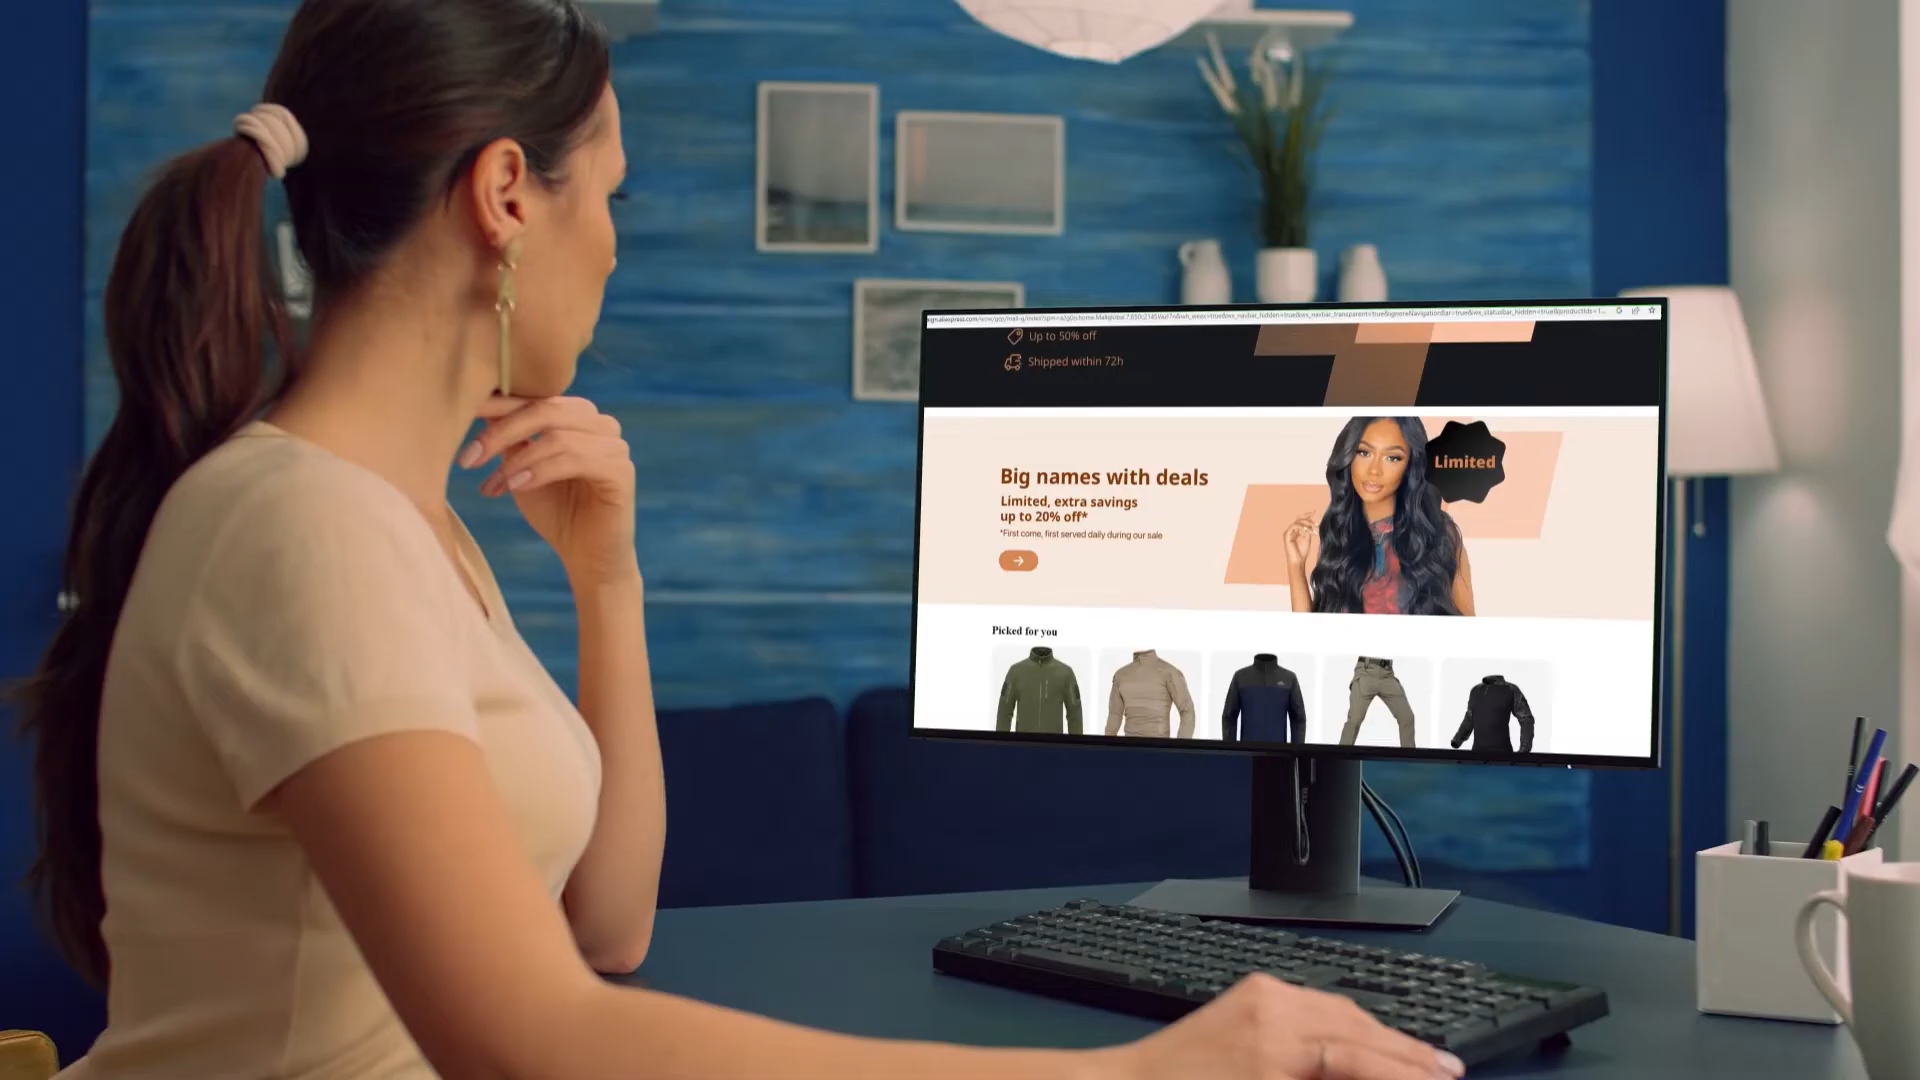 Up to 50% off
Shipped within 72h
Big names with deals
Limited, extra savings
up to 20% off*
*First come, first served daily during our sale
Limited
Picked for you